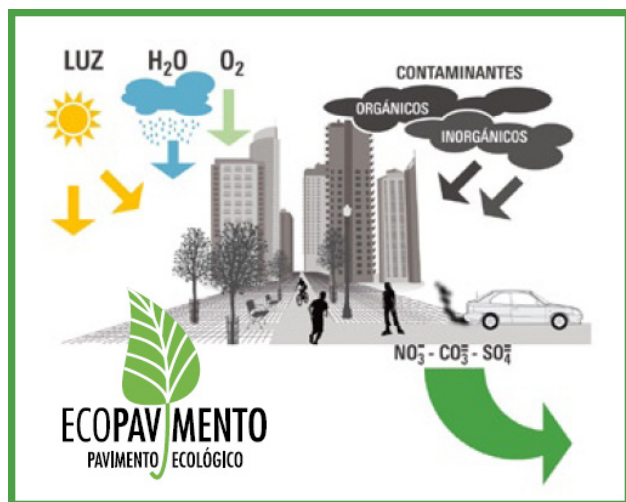 LUZ H₂O O₂
CONTAMINANTES
ORGÁNICOS
INORGÁNICOS
NO₃⁻ - CO₃⁼ - SO₄⁼
ECOPAVIMENTO
PAVIMENTO ECOLÓGICO